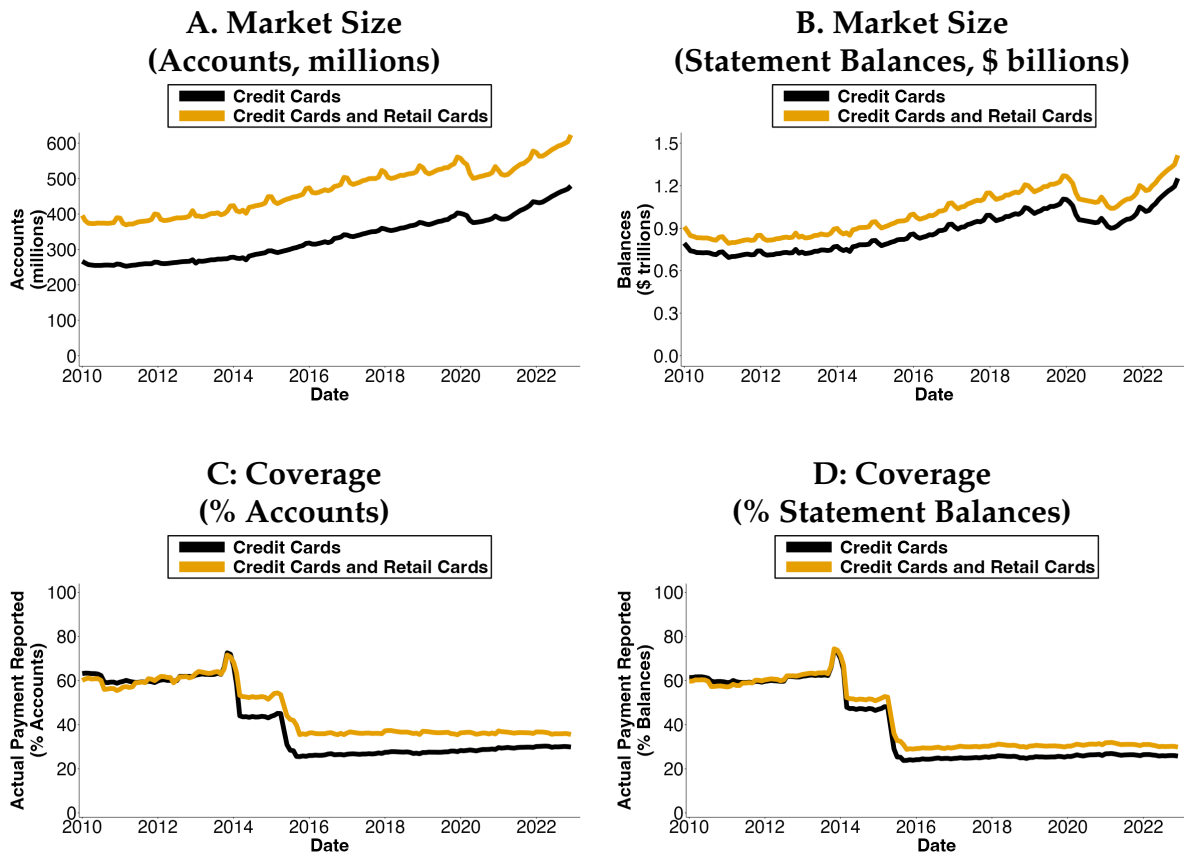 A. Market Size
(Accounts, millions)
Credit Cards
Credit Cards and Retail Cards
600
500
400
300
200
100
0
Accounts
(millions)
2010 2012 2014 2016 2018 2020 2022
Date
B. Market Size
(Statement Balances, $ billions)
Credit Cards
Credit Cards and Retail Cards
1.5
1.2
0.9
0.6
0.3
0.0
Balances
($ trillions)
2010 2012 2014 2016 2018 2020 2022
Date
C: Coverage
(% Accounts)
Credit Cards
Credit Cards and Retail Cards
100
80
60
40
20
0
Actual Payment Reported
(% Accounts)
2010 2012 2014 2016 2018 2020 2022
Date
D: Coverage
(% Statement Balances)
Credit Cards
Credit Cards and Retail Cards
100
80
60
40
20
0
Actual Payment Reported
(% Balances)
2010 2012 2014 2016 2018 2020 2022
Date